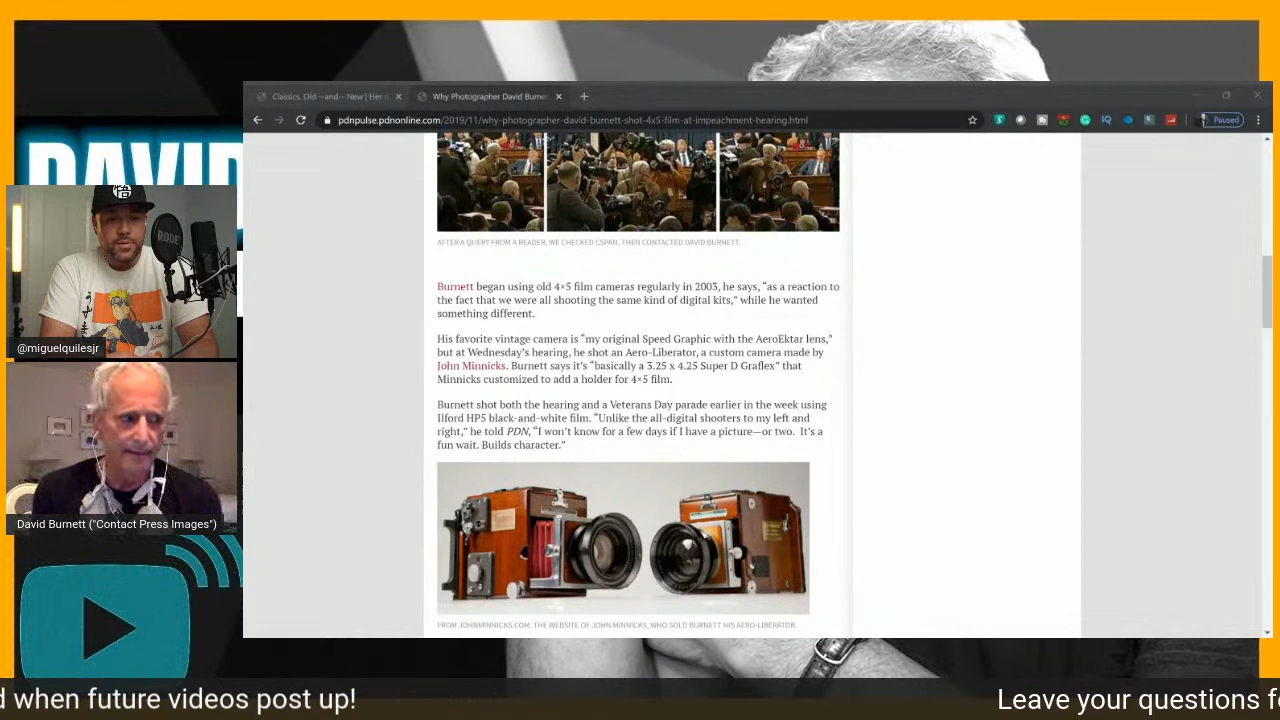 Classics, Old --and-- New | Her
Why Photographer David Burnet
pdnpulse.pdnonline.com/2019/11/why-photographer-david-burnett-shot-4x5-film-at-impeachment-hearing.html
Paused
DAVID
RODE
@miguelquilesjr
David Burnett ("Contact Press Images")
AFTER A QUERY FROM A READER, WE CHECKED CSPAN, THEN CONTACTED DAVID BURNETT.
Burnett began using old 4×5 film cameras regularly in 2003, he says, “as a reaction to
the fact that we were all shooting the same kind of digital kits,” while he wanted
something different.
His favorite vintage camera is “my original Speed Graphic with the AeroEktar lens,”
but at Wednesday’s hearing, he shot an Aero-Liberator, a custom camera made by
John Minnicks. Burnett says it’s “basically a 3.25 x 4.25 Super D Graflex” that
Minnicks customized to add a holder for 4×5 film.
Burnett shot both the hearing and a Veterans Day parade earlier in the week using
Ilford HP5 black-and-white film. “Unlike the all-digital shooters to my left and
right,” he told PDN, “I won’t know for a few days if I have a picture—or two.  It’s a
fun wait. Builds character.”
FROM JOHNMINNICKS.COM, THE WEBSITE OF JOHN MINNICKS, WHO SOLD BURNETT HIS AERO-LIBERATOR.
d when future videos post up!
Leave your questions fo